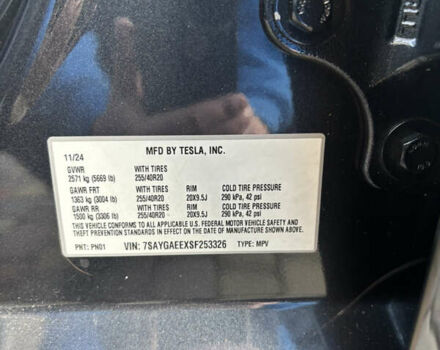 MFD BY TESLA, INC.
11/24
GVWR WITH TIRES
2571 kg (5669 lb) 255/40R20
GAWR FRT WITH TIRES RIM COLD TIRE PRESSURE
1363 kg (3004 lb) 255/40R20 20X9.5J 290 kPa, 42 psi
GAWR RR WITH TIRES RIM COLD TIRE PRESSURE
1500 kg (3306 lb) 255/40R20 20X9.5J 290 kPa, 42 psi
THIS VEHICLE CONFORMS TO ALL APPLICABLE U.S. FEDERAL MOTOR VEHICLE SAFETY AND
THEFT PREVENTION STANDARDS IN EFFECT ON THE DATE OF MANUFACTURE SHOWN ABOVE.
PNT: PN01 VIN: 7SAYGAEEXSF253326 TYPE: MPV